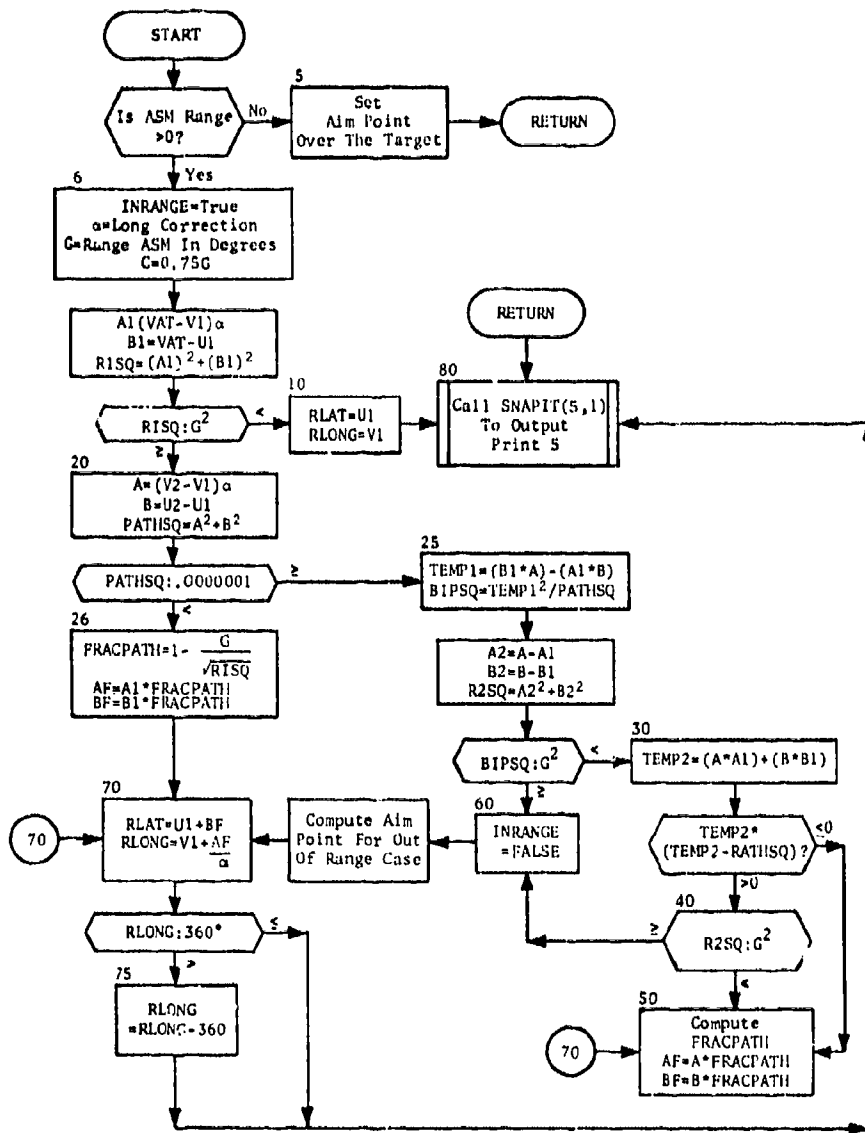 START
Is ASM Range
>0?
No
5
Set
Aim Point
Over The Target
RETURN
Yes
6
INRANGE=True
α=Long Correction
G=Range ASM In Degrees
C=0.75G
A1(VAT-V1)α
B1=VAT-U1
R1SQ=(A1)²+(B1)²
RISQ:G²
<
≥
10
RLAT=U1
RLONG=V1
RETURN
80
Call SNAPIT(5,1)
To Output
Print 5
20
A=(V2-V1)α
B=U2-U1
PATHSQ=A²+B²
PATHSQ:.0000001
≥
<
25
TEMP1=(B1*A)-(A1*B)
BIPSQ=TEMP1²/PATHSQ
26
FRACPATH=1- G/√RISQ
AF=A1*FRACPATH
BF=B1*FRACPATH
A2=A-A1
B2=B-B1
R2SQ=A2²+B2²
BIPSQ:G²
<
≥
30
TEMP2=(A*A1)+(B*B1)
60
INRANGE
=FALSE
Compute Aim
Point For Out
Of Range Case
70
RLAT=U1+BF
RLONG=V1+AF/α
70
TEMP2*
(TEMP2-RATHSQ)?
≤0
>0
40
R2SQ:G²
≥
<
RLONG:360°
≤
>
75
RLONG
=RLONG-360
50
Compute
FRACPATH
AF=A*FRACPATH
BF=B*FRACPATH
70